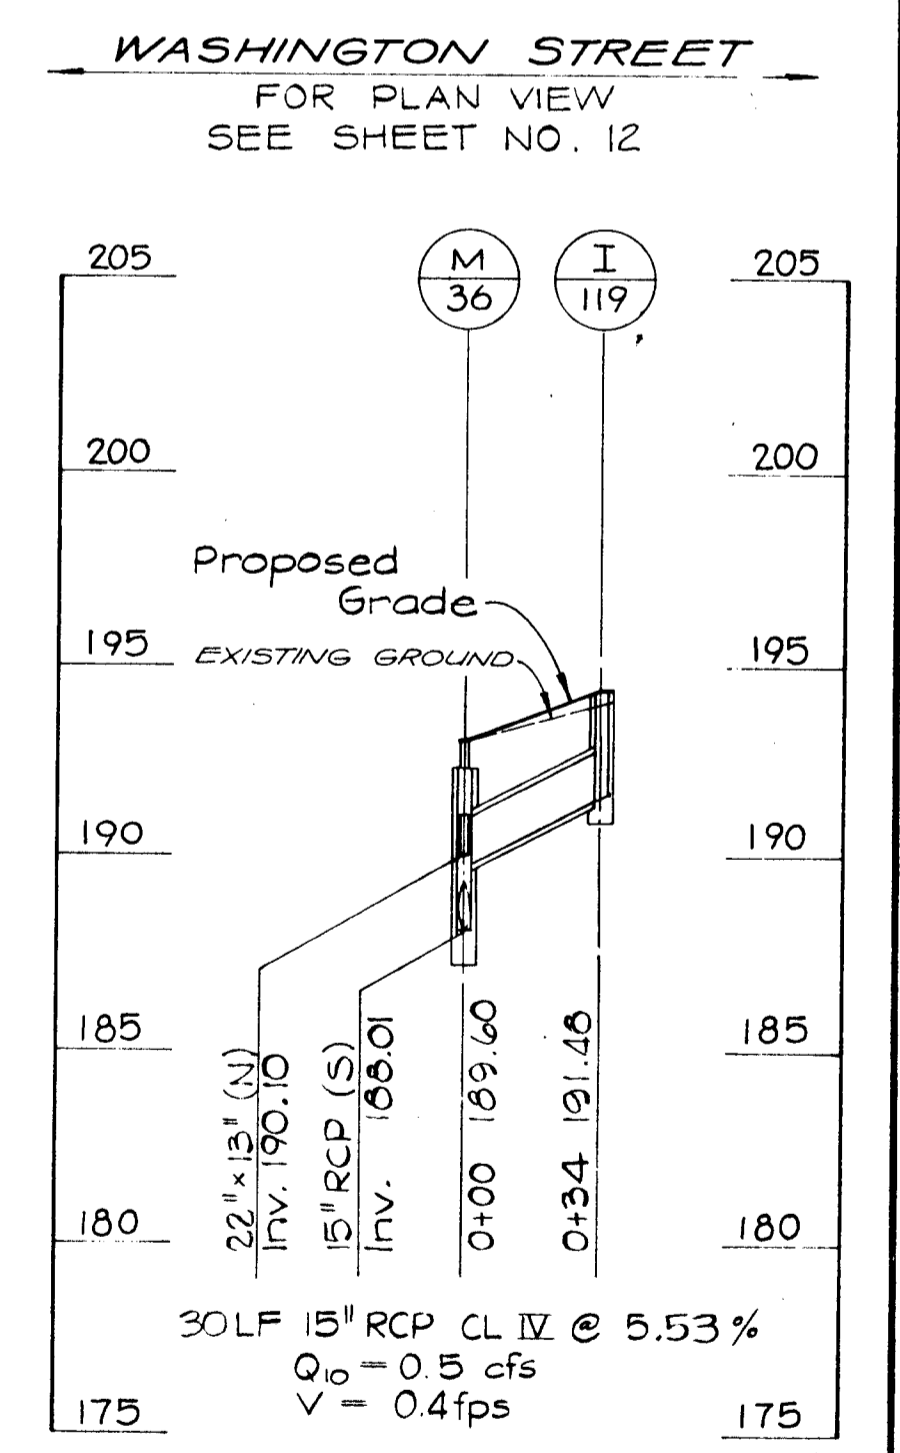 WASHINGTON STREET
FOR PLAN VIEW
SEE SHEET NO. 12
M
36
I
119
205
205
200
200
Proposed
Grade
EXISTING GROUND
195
195
190
190
185
185
22"x13" (N)
Inv. 190.10
15" RCP (S)
Inv. 188.01
0+00 189.60
0+34 191.48
180
180
30LF 15" RCP CL IV @ 5.53%
Q10 = 0.5 cfs
V = 0.4fps
175
175